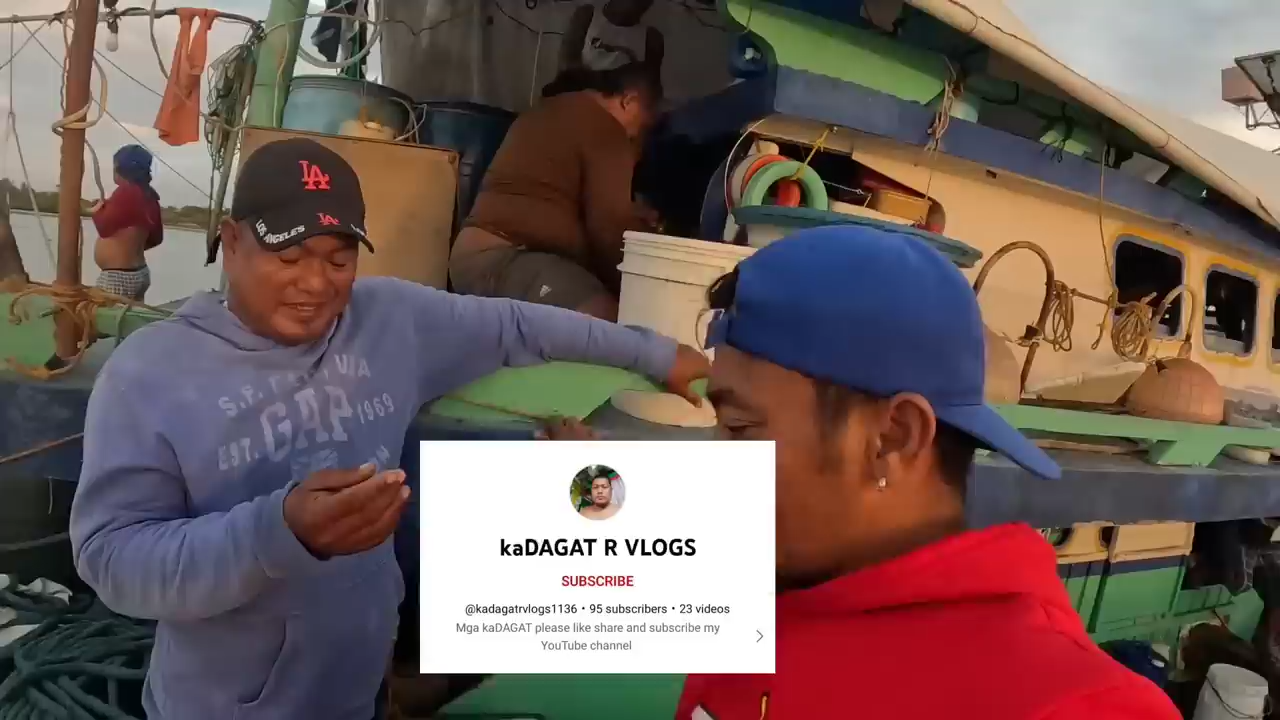 LA
LA
LOS ANGELES
GAP
1969
EST.
kaDAGAT R VLOGS
SUBSCRIBE
@kadagatrvlogs1136 • 95 subscribers • 23 videos
Mga kaDAGAT please like share and subscribe my
YouTube channel